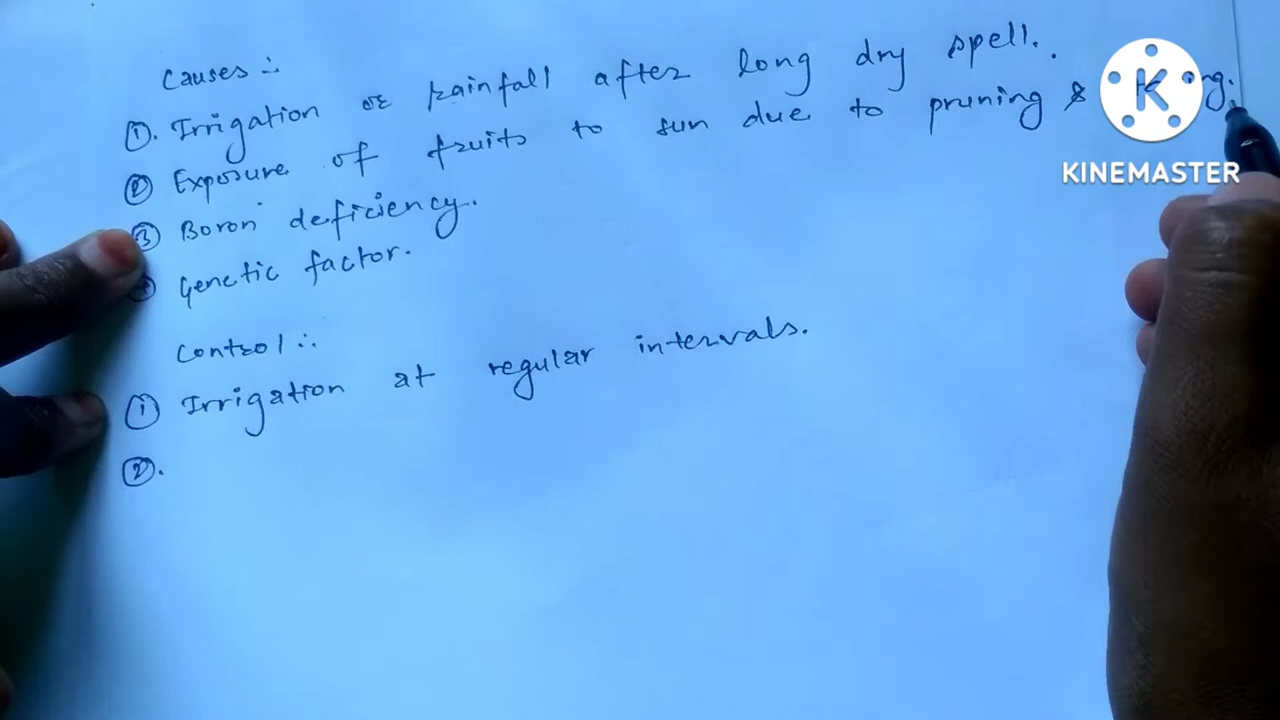 Causes :-
①. Irrigation or rainfall after long dry spell.
② Exposure of fruits to sun due to pruning &
③ Boron deficiency.
Genetic factor.
Control :-
① Irrigation at regular intervals.
②.
K
KINEMASTER